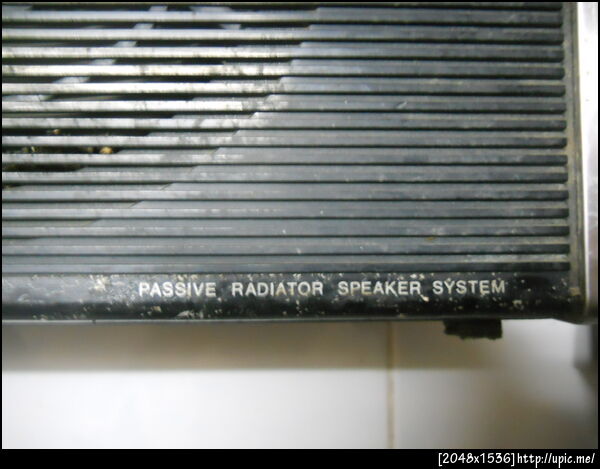 PASSIVE RADIATOR SPEAKER SYSTEM
[2048x1536]http://upic.me/